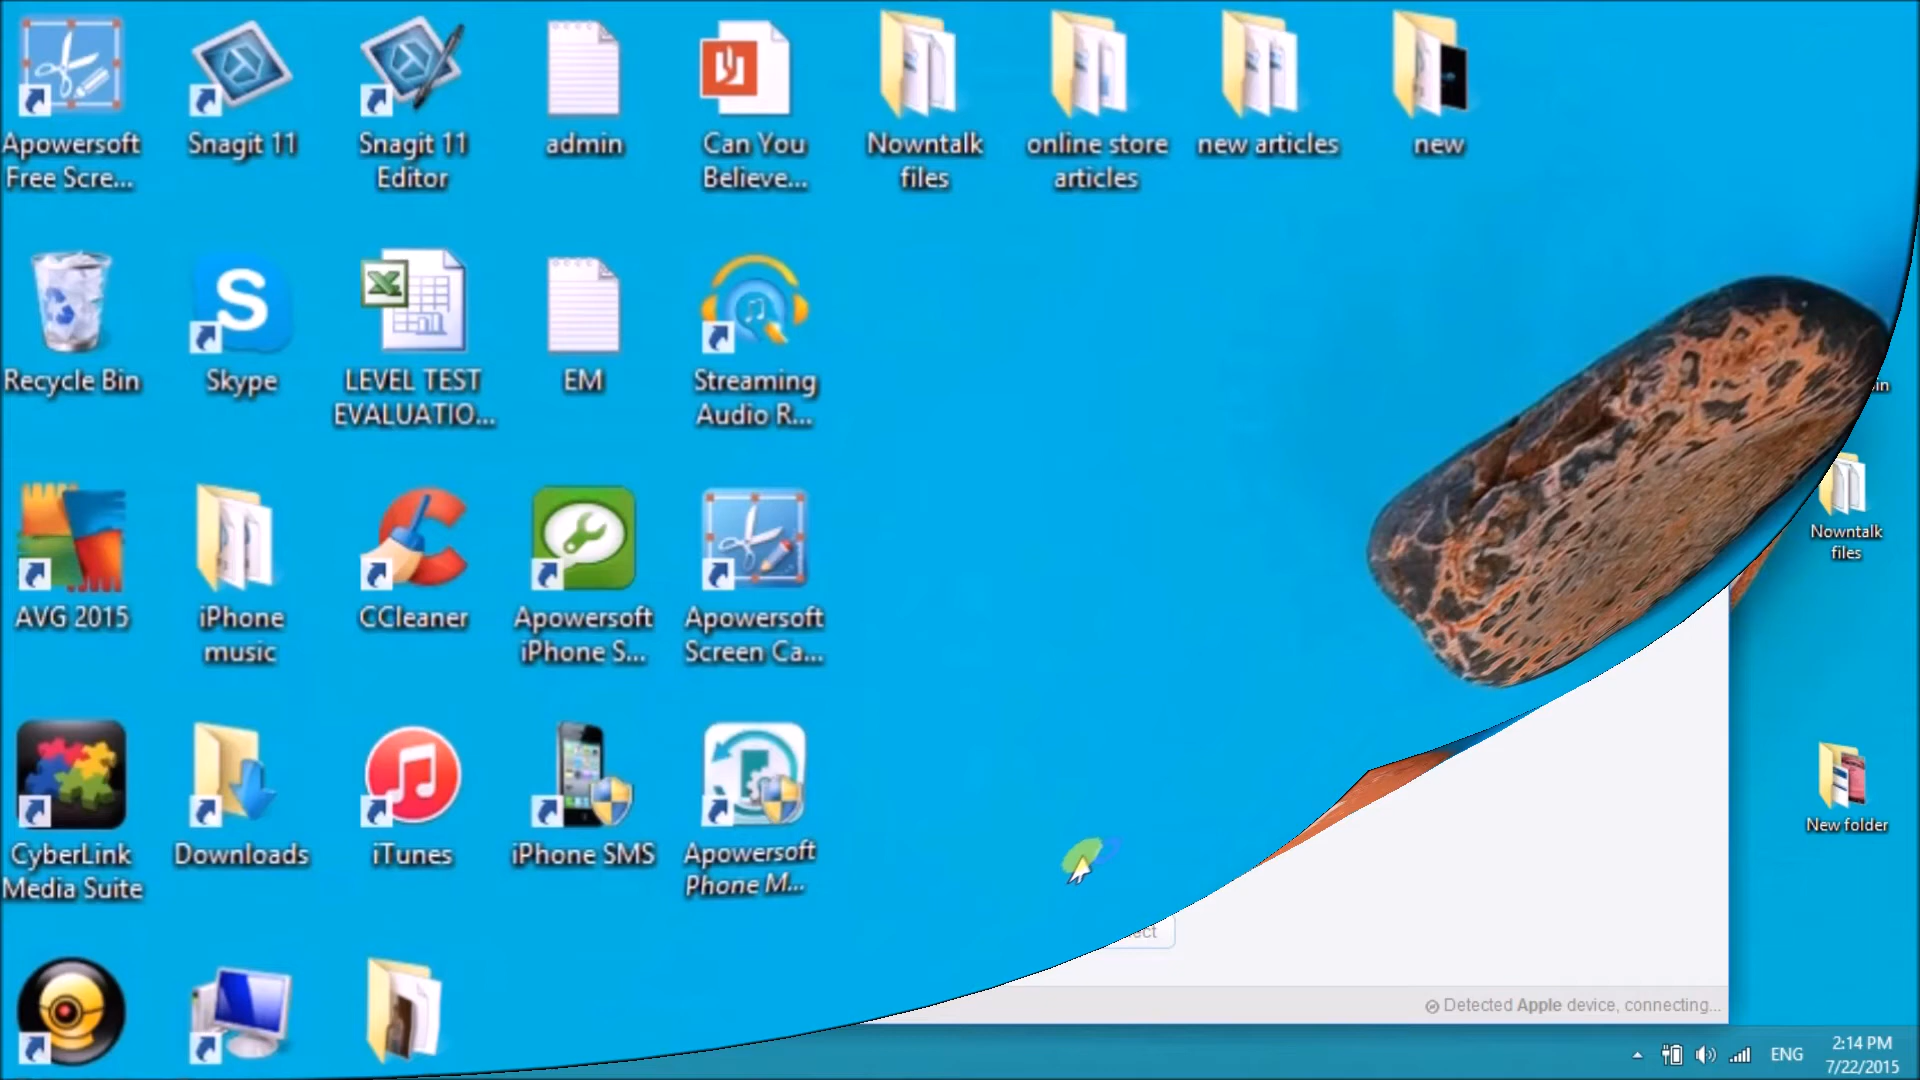 Apowersoft
Free Scre...
Snagit 11
Snagit 11
Editor
admin
Can You
Believe...
Nowntalk
files
online store
articles
new articles
new
Recycle Bin
Skype
LEVEL TEST
EVALUATIO...
EM
Streaming
Audio R...
in
AVG 2015
iPhone
music
CCleaner
Apowersoft
iPhone S...
Apowersoft
Screen Ca...
Nowntalk
files
CyberLink
Media Suite
Downloads
iTunes
iPhone SMS
Apowersoft
Phone M...
New folder
ect
Detected Apple device, connecting...
ENG
2:14 PM
7/22/2015